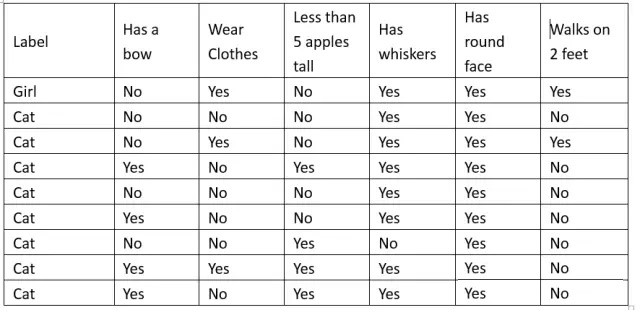 Label Has a bow Wear Clothes Less than 5 apples tall Has whiskers Has round face Walks on 2 feet
Girl No Yes No Yes Yes Yes
Cat No No No Yes Yes No
Cat No Yes No Yes Yes Yes
Cat Yes No Yes Yes Yes No
Cat No No No Yes Yes No
Cat Yes No No Yes Yes No
Cat No No Yes No Yes No
Cat Yes Yes Yes Yes Yes No
Cat Yes No Yes Yes Yes No